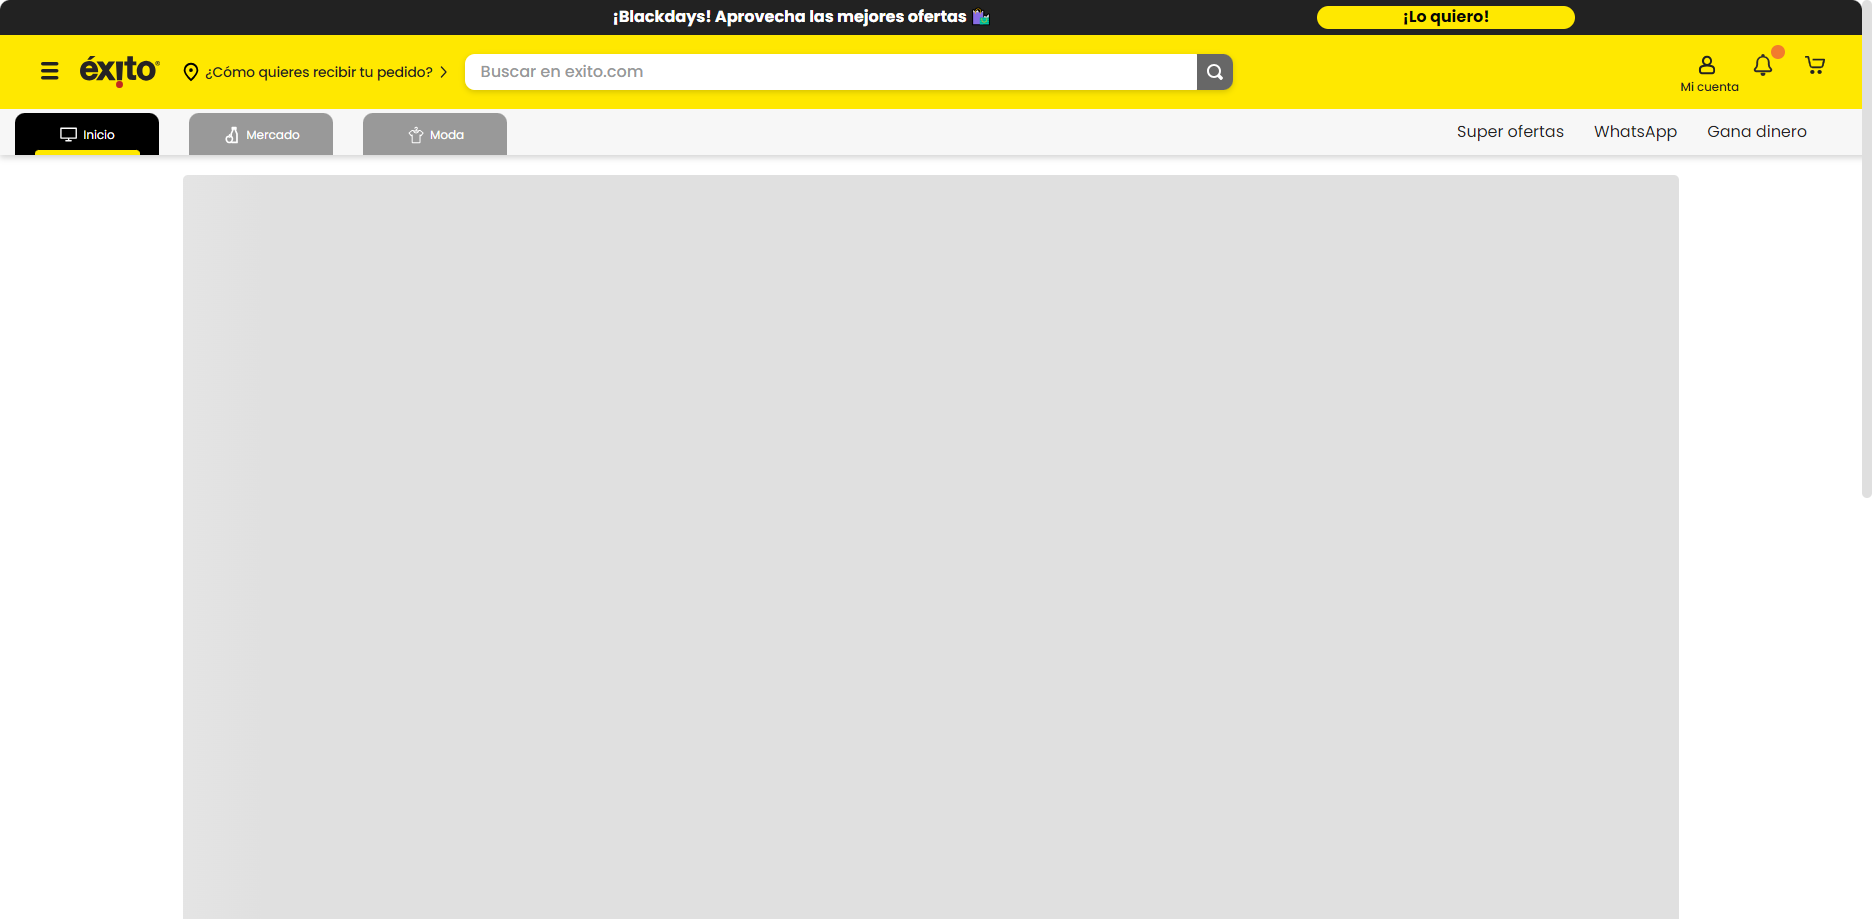 ¡Blackdays! Aprovecha las mejores ofertas
¡Lo quiero!
éxito
¿Cómo quieres recibir tu pedido?
Buscar en exito.com
Mi cuenta
Inicio
Mercado
Moda
Super ofertas
WhatsApp
Gana dinero